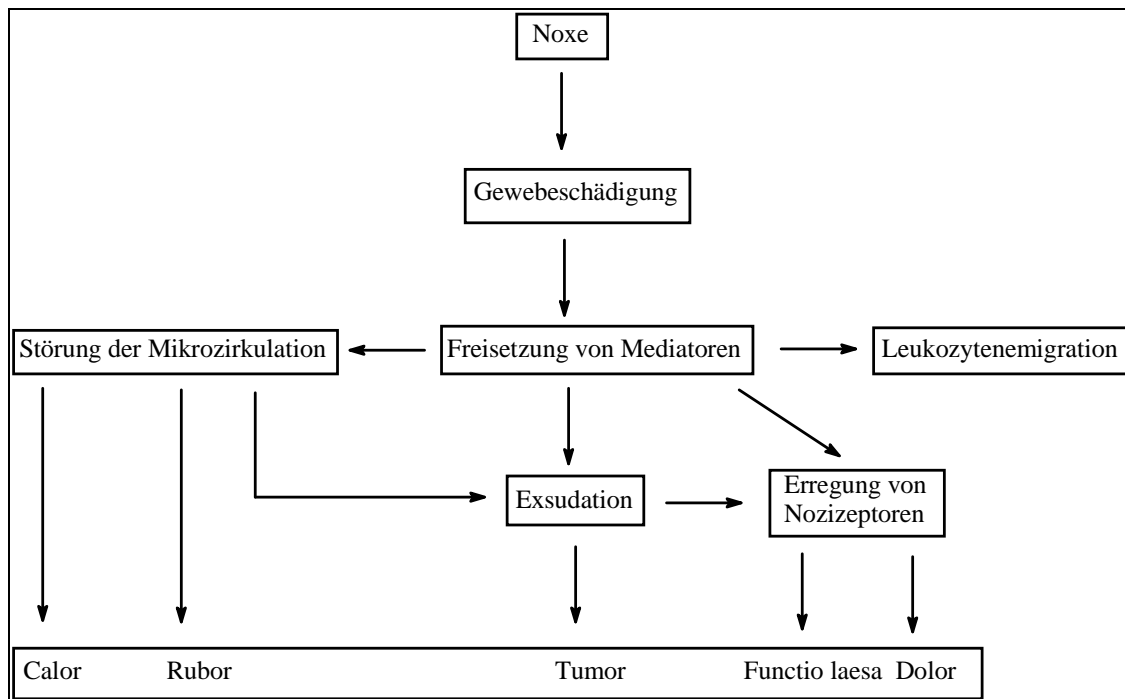 Noxe
Gewebeschädigung
Störung der Mikrozirkulation
Freisetzung von Mediatoren
Leukozytenemigration
Exsudation
Erregung von
Nozizeptoren
Calor
Rubor
Tumor
Functio laesa
Dolor